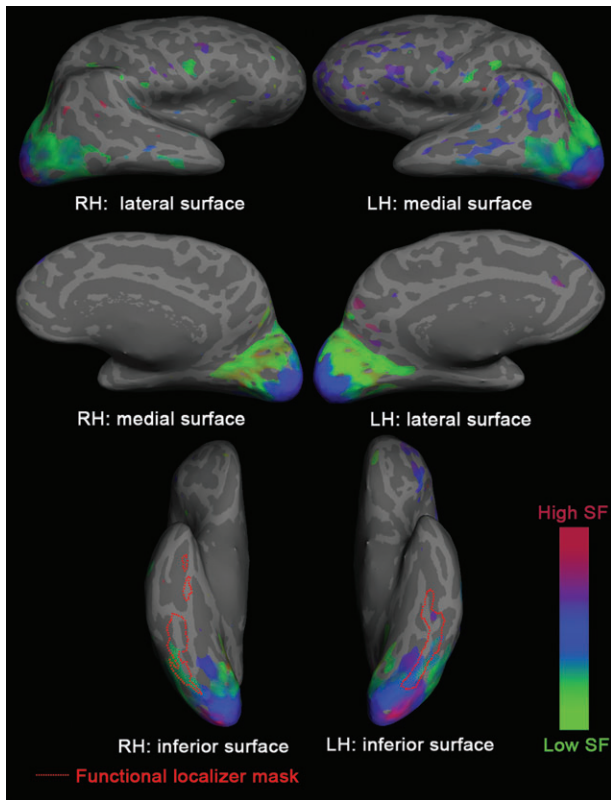 RH: lateral surface
LH: medial surface
RH: medial surface
LH: lateral surface
High SF
Low SF
RH: inferior surface
LH: inferior surface
Functional localizer mask